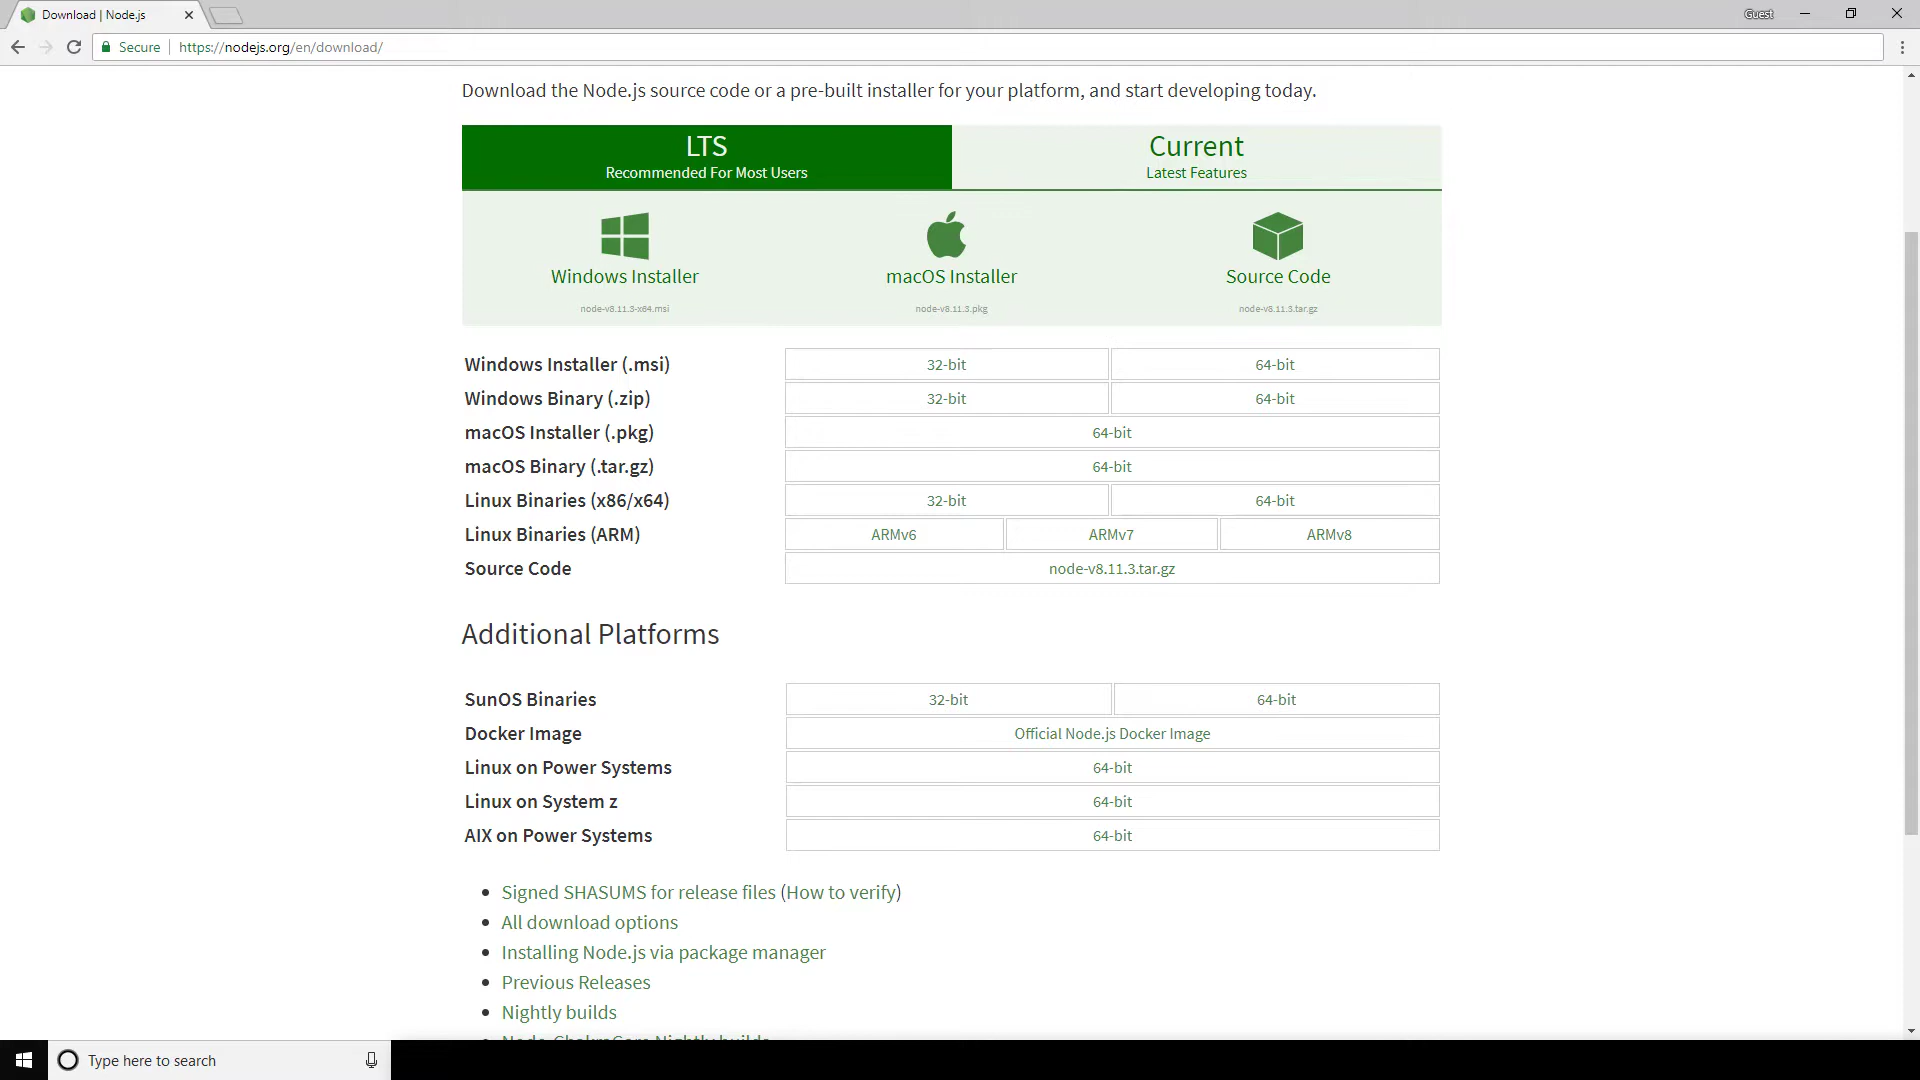 Download | Node.js
Guest
Secure
https://nodejs.org/en/download/
Download the Node.js source code or a pre-built installer for your platform, and start developing today.
LTS
Recommended For Most Users
Current
Latest Features
Windows Installer
node-v8.11.3-x64.msi
macOS Installer
node-v8.11.3.pkg
Source Code
node-v8.11.3.tar.gz
Windows Installer (.msi) 32-bit 64-bit
Windows Binary (.zip) 32-bit 64-bit
macOS Installer (.pkg) 64-bit
macOS Binary (.tar.gz) 64-bit
Linux Binaries (x86/x64) 32-bit 64-bit
Linux Binaries (ARM) ARMv6 ARMv7 ARMv8
Source Code node-v8.11.3.tar.gz
Additional Platforms
SunOS Binaries 32-bit 64-bit
Docker Image Official Node.js Docker Image
Linux on Power Systems 64-bit
Linux on System z 64-bit
AIX on Power Systems 64-bit
Signed SHASUMS for release files (How to verify)
All download options
Installing Node.js via package manager
Previous Releases
Nightly builds
Node-ChakraCore Nightly builds
Type here to search